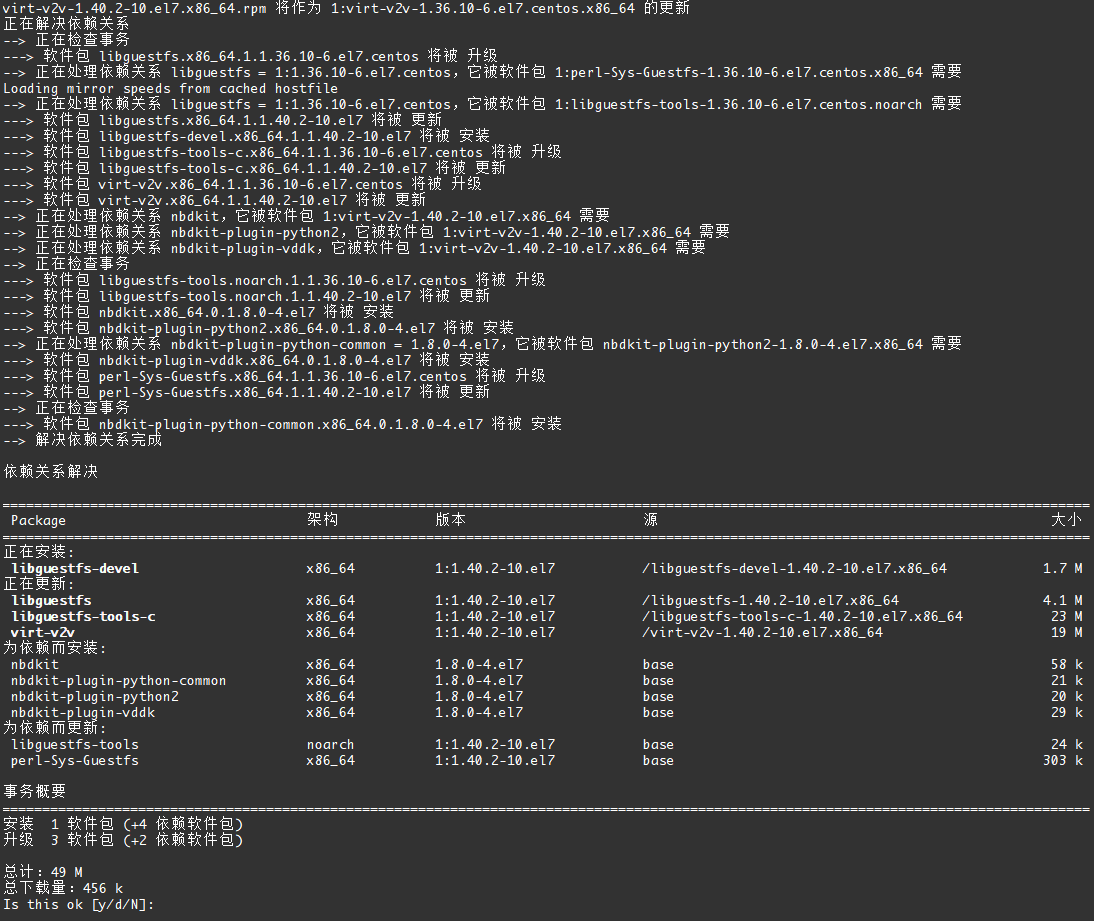 virt-v2v-1.40.2-10.el7.x86_64.rpm 将作为 1:virt-v2v-1.36.10-6.el7.centos.x86_64 的更新
正在解决依赖关系
--> 正在检查事务
---> 软件包 libguestfs.x86_64.1.1.36.10-6.el7.centos 将被 升级
--> 正在处理依赖关系 libguestfs = 1:1.36.10-6.el7.centos，它被软件包 1:perl-Sys-Guestfs-1.36.10-6.el7.centos.x86_64 需要
Loading mirror speeds from cached hostfile
--> 正在处理依赖关系 libguestfs = 1:1.36.10-6.el7.centos，它被软件包 1:libguestfs-tools-1.36.10-6.el7.centos.noarch 需要
---> 软件包 libguestfs.x86_64.1.1.40.2-10.el7 将被 更新
---> 软件包 libguestfs-devel.x86_64.1.1.40.2-10.el7 将被 安装
---> 软件包 libguestfs-tools-c.x86_64.1.1.36.10-6.el7.centos 将被 升级
---> 软件包 libguestfs-tools-c.x86_64.1.1.40.2-10.el7 将被 更新
---> 软件包 virt-v2v.x86_64.1.1.36.10-6.el7.centos 将被 升级
---> 软件包 virt-v2v.x86_64.1.1.40.2-10.el7 将被 更新
--> 正在处理依赖关系 nbdkit，它被软件包 1:virt-v2v-1.40.2-10.el7.x86_64 需要
--> 正在处理依赖关系 nbdkit-plugin-python2，它被软件包 1:virt-v2v-1.40.2-10.el7.x86_64 需要
--> 正在处理依赖关系 nbdkit-plugin-vddk，它被软件包 1:virt-v2v-1.40.2-10.el7.x86_64 需要
--> 正在检查事务
---> 软件包 libguestfs-tools.noarch.1.1.36.10-6.el7.centos 将被 升级
---> 软件包 libguestfs-tools.noarch.1.1.40.2-10.el7 将被 更新
---> 软件包 nbdkit.x86_64.0.1.8.0-4.el7 将被 安装
---> 软件包 nbdkit-plugin-python2.x86_64.0.1.8.0-4.el7 将被 安装
--> 正在处理依赖关系 nbdkit-plugin-python-common = 1.8.0-4.el7，它被软件包 nbdkit-plugin-python2-1.8.0-4.el7.x86_64 需要
---> 软件包 nbdkit-plugin-vddk.x86_64.0.1.8.0-4.el7 将被 安装
---> 软件包 perl-Sys-Guestfs.x86_64.1.1.36.10-6.el7.centos 将被 升级
---> 软件包 perl-Sys-Guestfs.x86_64.1.1.40.2-10.el7 将被 更新
--> 正在检查事务
---> 软件包 nbdkit-plugin-python-common.x86_64.0.1.8.0-4.el7 将被 安装
--> 解决依赖关系完成
依赖关系解决
Package 架构 版本 源 大小
正在安装:
libguestfs-devel x86_64 1:1.40.2-10.el7 /libguestfs-devel-1.40.2-10.el7.x86_64 1.7 M
正在更新:
libguestfs x86_64 1:1.40.2-10.el7 /libguestfs-1.40.2-10.el7.x86_64 4.1 M
libguestfs-tools-c x86_64 1:1.40.2-10.el7 /libguestfs-tools-c-1.40.2-10.el7.x86_64 23 M
virt-v2v x86_64 1:1.40.2-10.el7 /virt-v2v-1.40.2-10.el7.x86_64 19 M
为依赖而安装:
nbdkit x86_64 1.8.0-4.el7 base 58 k
nbdkit-plugin-python-common x86_64 1.8.0-4.el7 base 21 k
nbdkit-plugin-python2 x86_64 1.8.0-4.el7 base 20 k
nbdkit-plugin-vddk x86_64 1.8.0-4.el7 base 29 k
为依赖而更新:
libguestfs-tools noarch 1:1.40.2-10.el7 base 24 k
perl-Sys-Guestfs x86_64 1:1.40.2-10.el7 base 303 k
事务概要
安装 1 软件包 (+4 依赖软件包)
升级 3 软件包 (+2 依赖软件包)
总计：49 M
总下载量：456 k
Is this ok [y/d/N]: